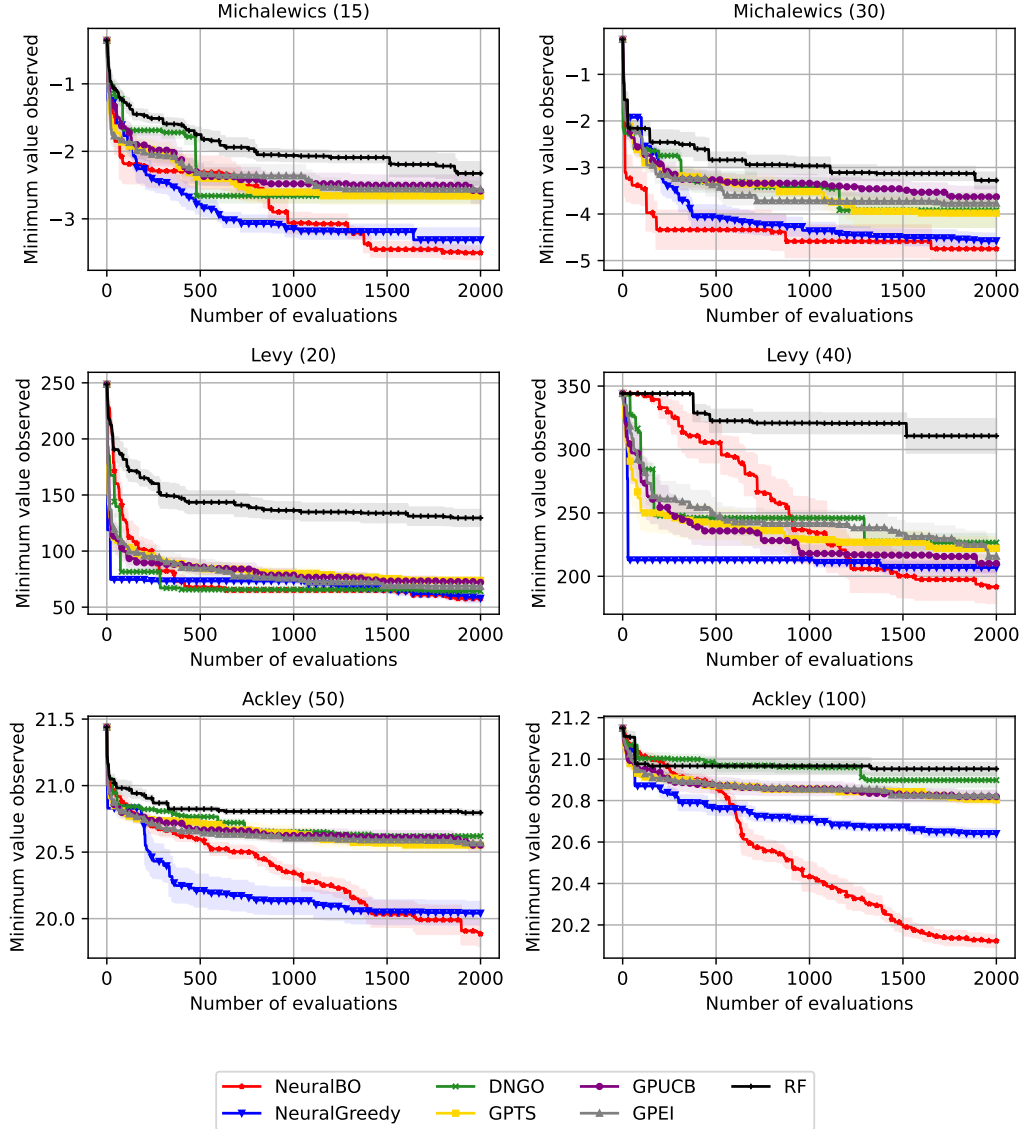 Michalewics (15)
Minimum value observed
−1
−2
−3
0 500 1000 1500 2000
Number of evaluations
Michalewics (30)
Minimum value observed
−1
−2
−3
−4
−5
0 500 1000 1500 2000
Number of evaluations
Levy (20)
Minimum value observed
250
200
150
100
50
0 500 1000 1500 2000
Number of evaluations
Levy (40)
Minimum value observed
350
300
250
200
0 500 1000 1500 2000
Number of evaluations
Ackley (50)
Minimum value observed
21.5
21.0
20.5
20.0
0 500 1000 1500 2000
Number of evaluations
Ackley (100)
Minimum value observed
21.2
21.0
20.8
20.6
20.4
20.2
0 500 1000 1500 2000
Number of evaluations
NeuralBO DNGO GPUCB RF
NeuralGreedy GPTS GPEI